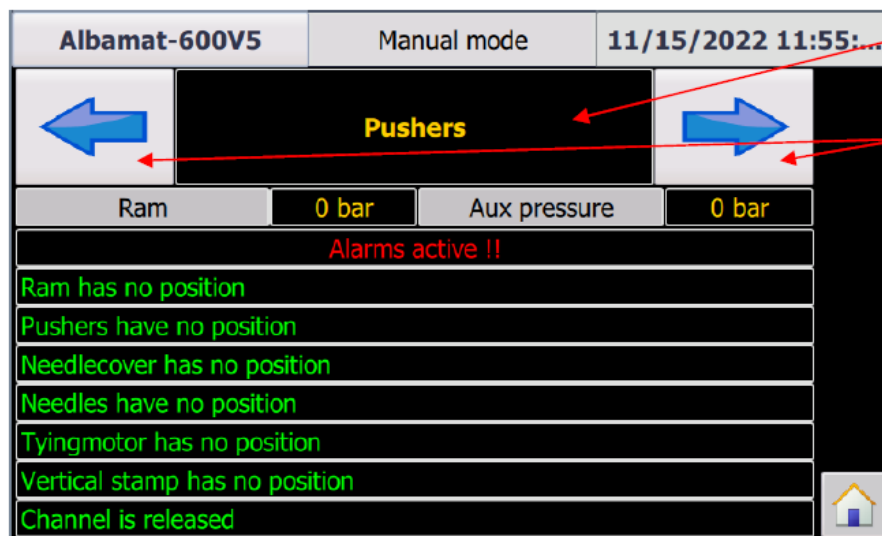 Albamat-600V5 Manual mode 11/15/2022 11:55:...
Pushers
Ram 0 bar Aux pressure 0 bar
Alarms active !!
Ram has no position
Pushers have no position
Needlecover has no position
Needles have no position
Tyingmotor has no position
Vertical stamp has no position
Channel is released